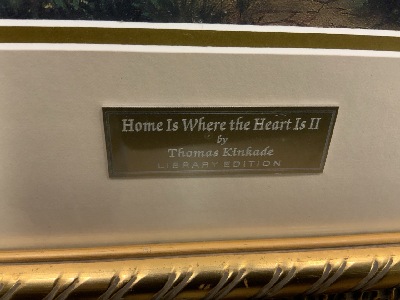 Home Is Where the Heart Is II
by
Thomas Kinkade
LIBRARY EDITION